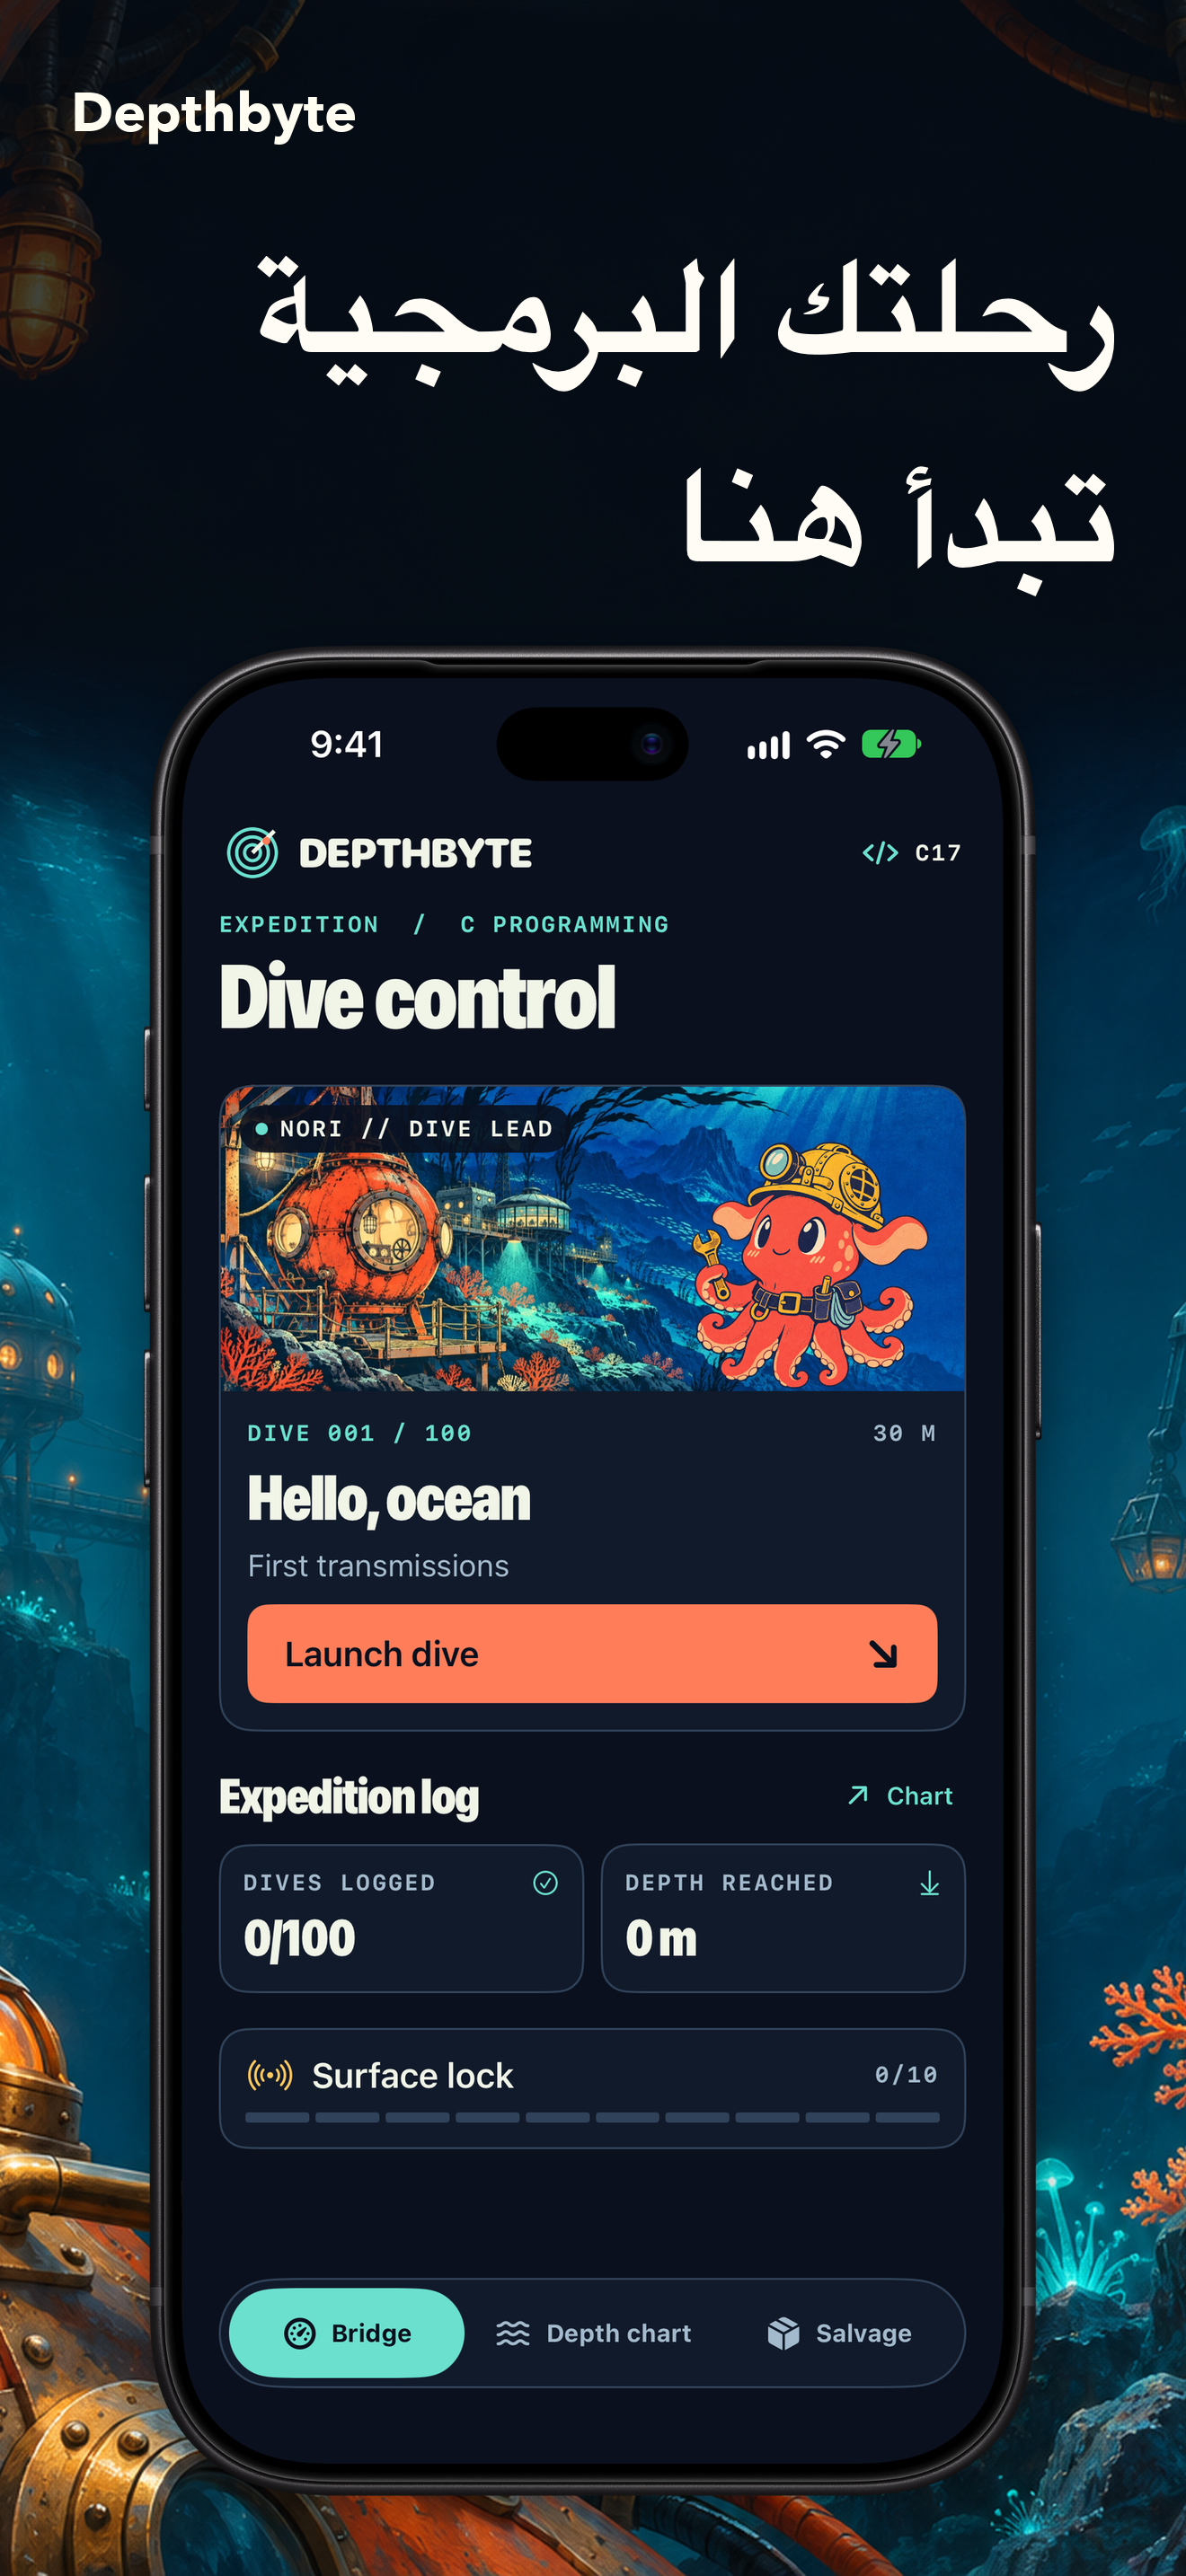 Depthbyte
رحلتك البرمجية
تبدأ هنا
9:41
DEPTHBYTE
</> C17
EXPEDITION / C PROGRAMMING
Dive control
NORI // DIVE LEAD
DIVE 001 / 100
30 M
Hello, ocean
First transmissions
Launch dive
Expedition log
Chart
DIVES LOGGED
0/100
DEPTH REACHED
0 m
Surface lock
0/10
Bridge
Depth chart
Salvage